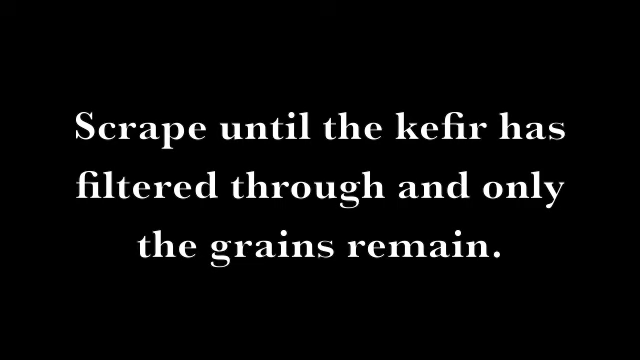 Scrape until the kefir has
filtered through and only
the grains remain.